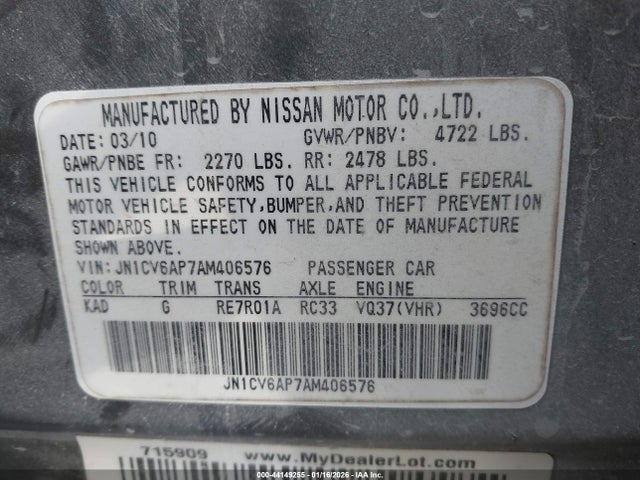 MANUFACTURED BY NISSAN MOTOR CO.,LTD.
DATE: 03/10 GVWR/PNBV: 4722 LBS.
GAWR/PNBE FR: 2270 LBS. RR: 2478 LBS.
THIS VEHICLE CONFORMS TO ALL APPLICABLE FEDERAL
MOTOR VEHICLE SAFETY,BUMPER,AND THEFT PREVENTION
STANDARDS IN EFFECT ON THE DATE OF MANUFACTURE
SHOWN ABOVE.
VIN:JN1CV6AP7AM406576 PASSENGER CAR
COLOR TRIM TRANS AXLE ENGINE
KAD G RE7R01A RC33 VQ37(VHR) 3696CC
JN1CV6AP7AM406576
715909 www.MyDealerLot.com
000-44149255 - 01/16/2026 - IAA Inc.